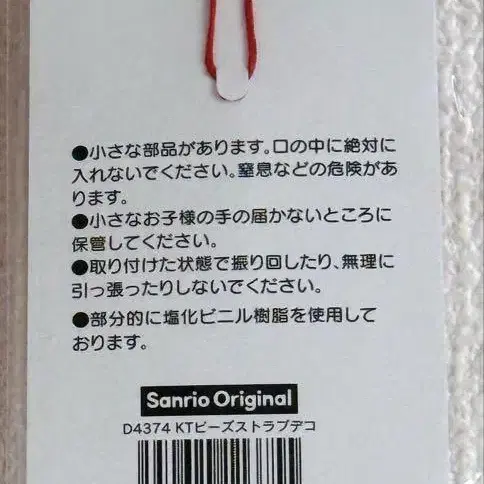 ●小さな部品があります。口の中に絶対に
入れないでください。窒息などの危険があ
ります。
●小さなお子様の手の届かないところに
保管してください。
●取り付けた状態で振り回したり、無理に
引っ張ったりしないでください。
●部分的に塩化ビニル樹脂を使用して
おります。
Sanrio Original
D4374 KTビーズストラプデコ